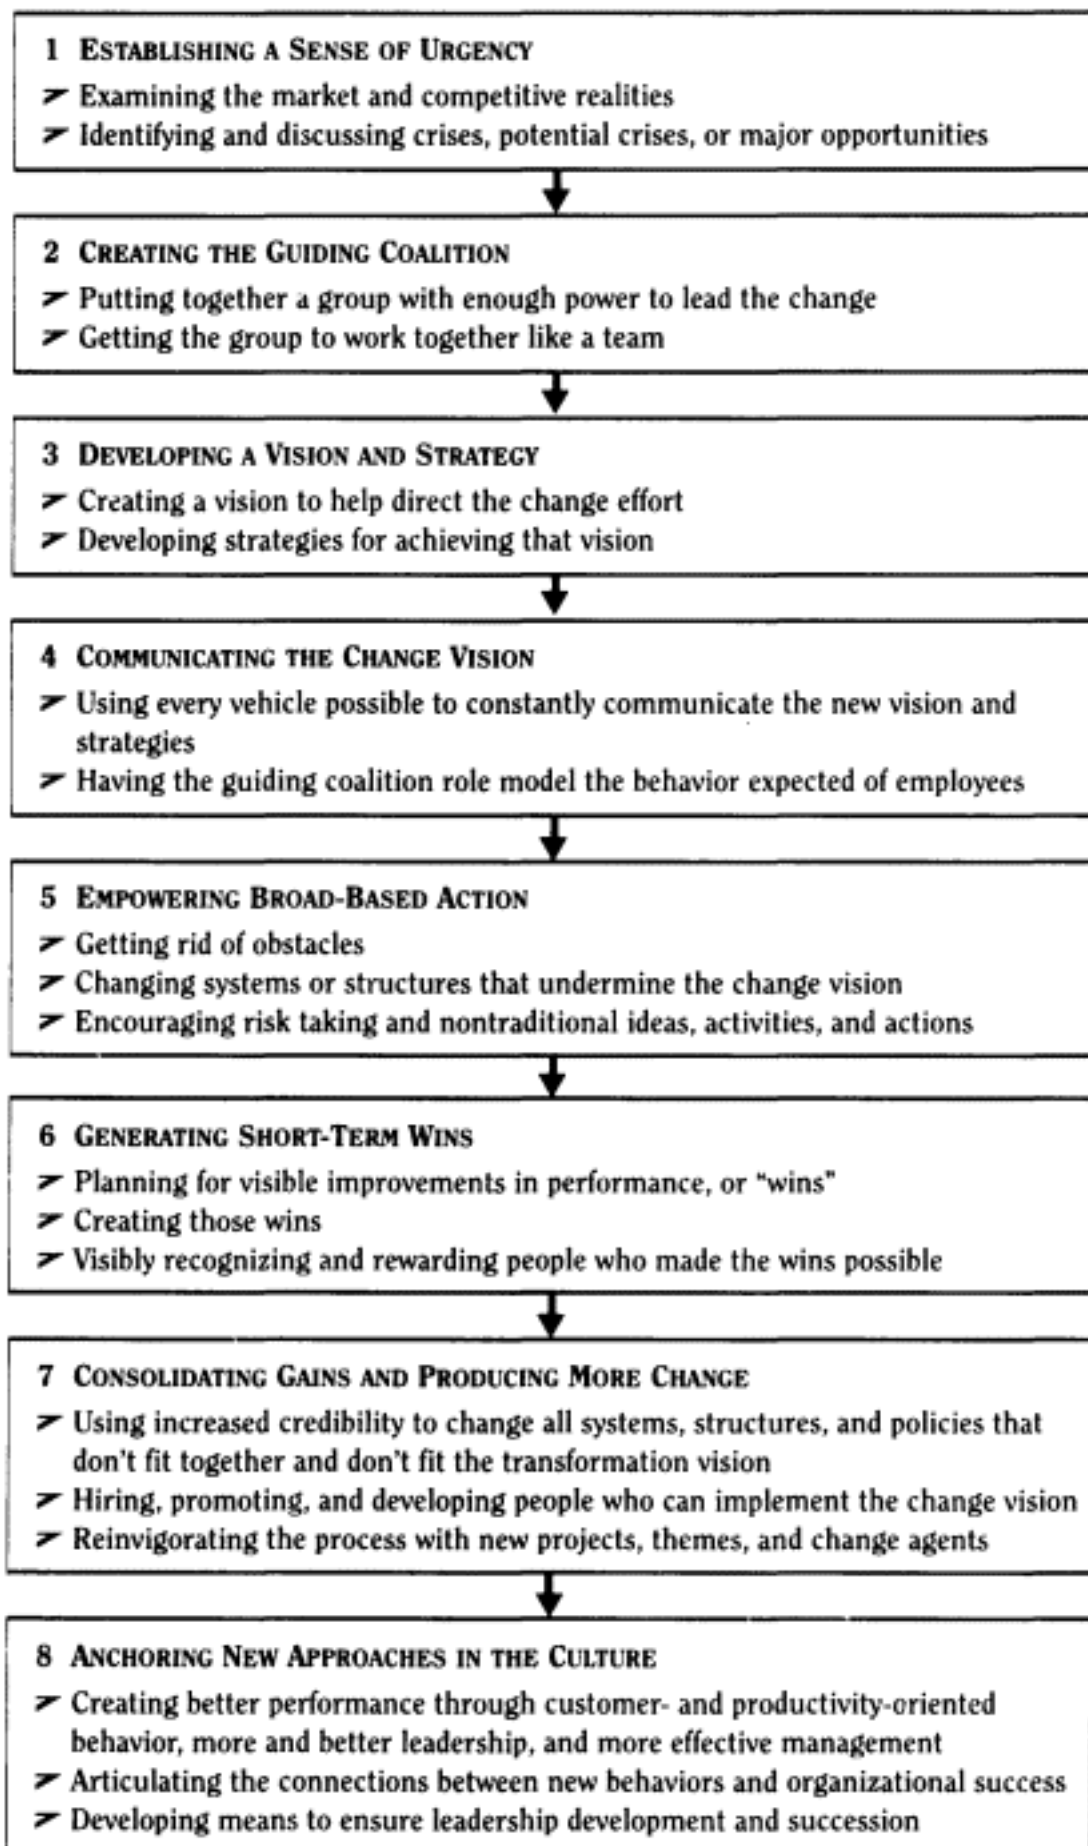 1 ESTABLISHING A SENSE OF URGENCY
➤ Examining the market and competitive realities
➤ Identifying and discussing crises, potential crises, or major opportunities
2 CREATING THE GUIDING COALITION
➤ Putting together a group with enough power to lead the change
➤ Getting the group to work together like a team
3 DEVELOPING A VISION AND STRATEGY
➤ Creating a vision to help direct the change effort
➤ Developing strategies for achieving that vision
4 COMMUNICATING THE CHANGE VISION
➤ Using every vehicle possible to constantly communicate the new vision and
strategies
➤ Having the guiding coalition role model the behavior expected of employees
5 EMPOWERING BROAD-BASED ACTION
➤ Getting rid of obstacles
➤ Changing systems or structures that undermine the change vision
➤ Encouraging risk taking and nontraditional ideas, activities, and actions
6 GENERATING SHORT-TERM WINS
➤ Planning for visible improvements in performance, or “wins”
➤ Creating those wins
➤ Visibly recognizing and rewarding people who made the wins possible
7 CONSOLIDATING GAINS AND PRODUCING MORE CHANGE
➤ Using increased credibility to change all systems, structures, and policies that
don't fit together and don't fit the transformation vision
➤ Hiring, promoting, and developing people who can implement the change vision
➤ Reinvigorating the process with new projects, themes, and change agents
8 ANCHORING NEW APPROACHES IN THE CULTURE
➤ Creating better performance through customer- and productivity-oriented
behavior, more and better leadership, and more effective management
➤ Articulating the connections between new behaviors and organizational success
➤ Developing means to ensure leadership development and succession